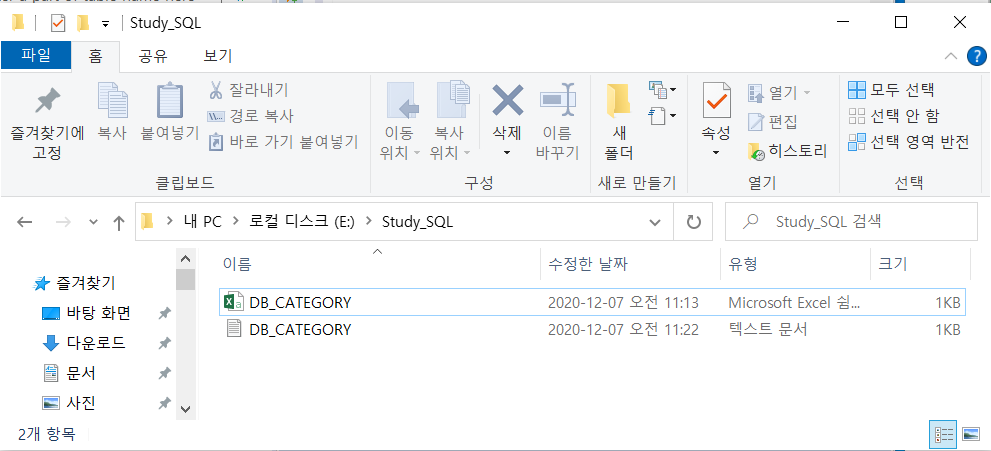 Study_SQL
파일 홈 공유 보기
즐겨찾기에 고정
복사
붙여넣기
잘라내기
경로 복사
바로 가기 붙여넣기
클립보드
이동 위치
복사 위치
삭제
이름 바꾸기
구성
새 폴더
새로 만들기
속성
열기
편집
히스토리
열기
모두 선택
선택 안 함
선택 영역 반전
선택
내 PC > 로컬 디스크 (E:) > Study_SQL
Study_SQL 검색
즐겨찾기
바탕 화면
다운로드
문서
사진
이름 수정한 날짜 유형 크기
DB_CATEGORY 2020-12-07 오전 11:13 Microsoft Excel 쉼... 1KB
DB_CATEGORY 2020-12-07 오전 11:22 텍스트 문서 1KB
2개 항목